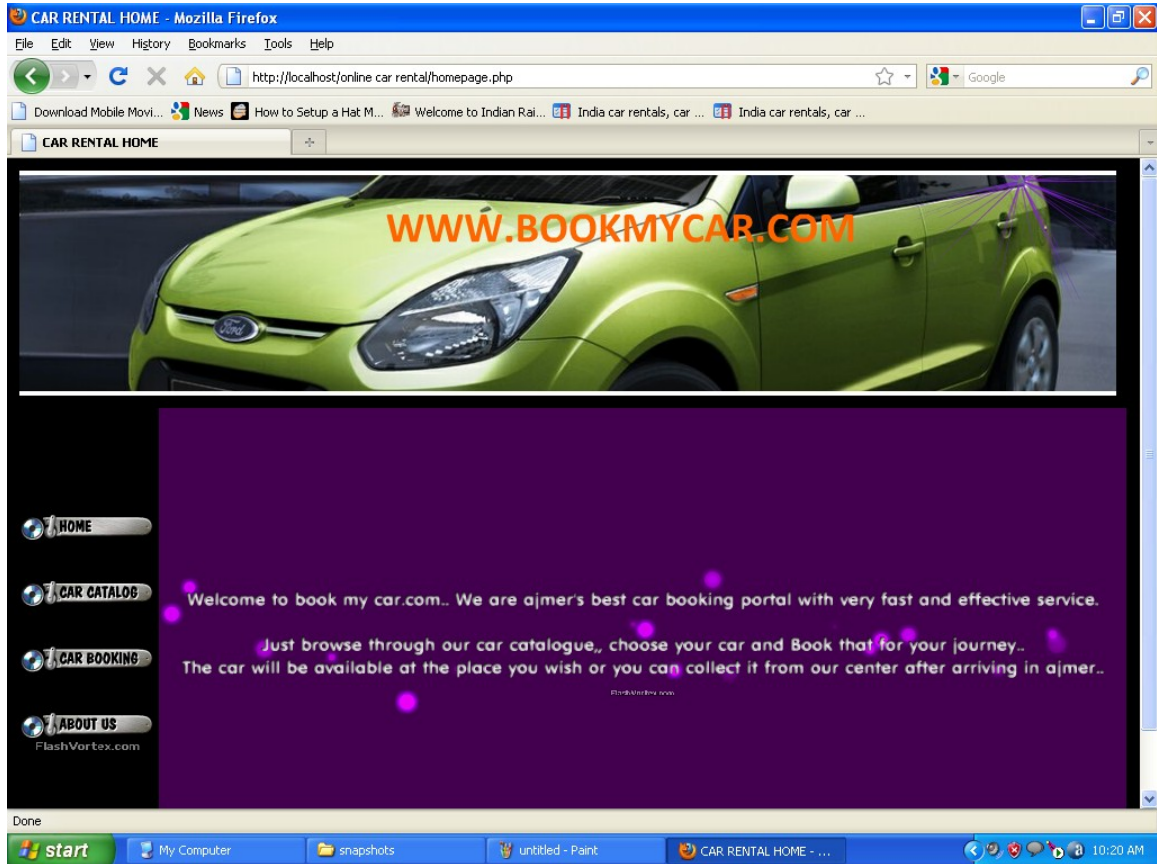 CAR RENTAL HOME - Mozilla Firefox
File Edit View History Bookmarks Tools Help
http://localhost/online car rental/homepage.php
Google
Download Mobile Movi... News How to Setup a Hat M... Welcome to Indian Rai... India car rentals, car ... India car rentals, car ...
CAR RENTAL HOME
WWW.BOOKMYCAR.COM
Ford
HOME
CAR CATALOG
CAR BOOKING
ABOUT US
FlashVortex.com
Welcome to book my car.com.. We are ajmer's best car booking portal with very fast and effective service.
Just browse through our car catalogue,, choose your car and Book that for your journey..
The car will be available at the place you wish or you can collect it from our center after arriving in ajmer..
FlashVortex.com
Done
start My Computer snapshots untitled - Paint CAR RENTAL HOME - ... 10:20 AM